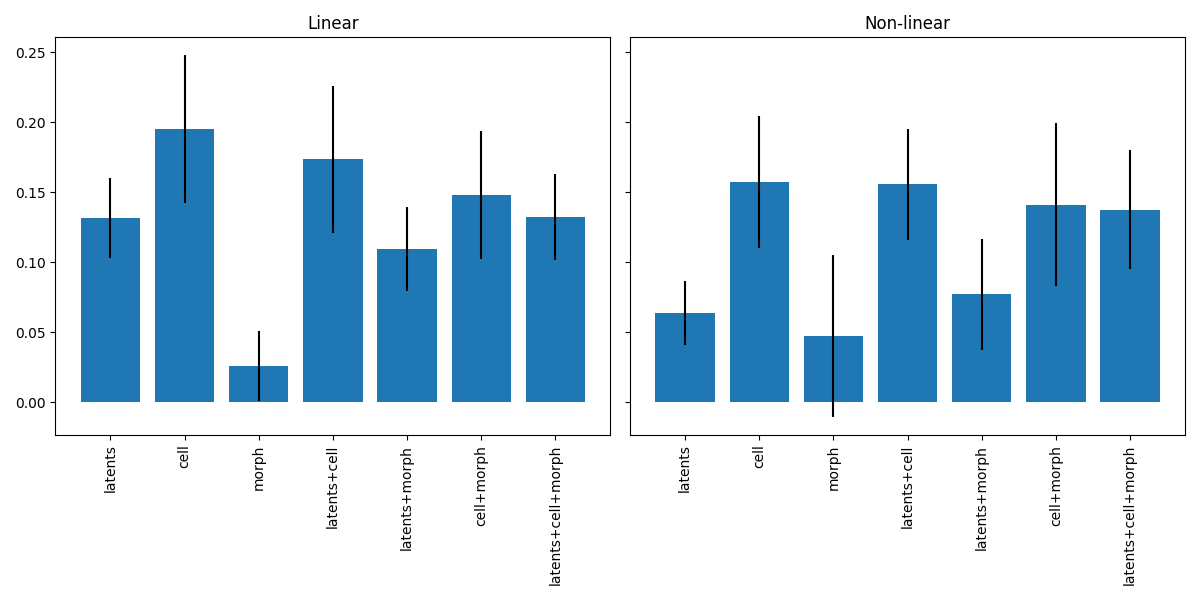 Linear
Non-linear
0.25
0.20
0.15
0.10
0.05
0.00
latents
cell
morph
latents+cell
latents+morph
cell+morph
latents+cell+morph
latents
cell
morph
latents+cell
latents+morph
cell+morph
latents+cell+morph